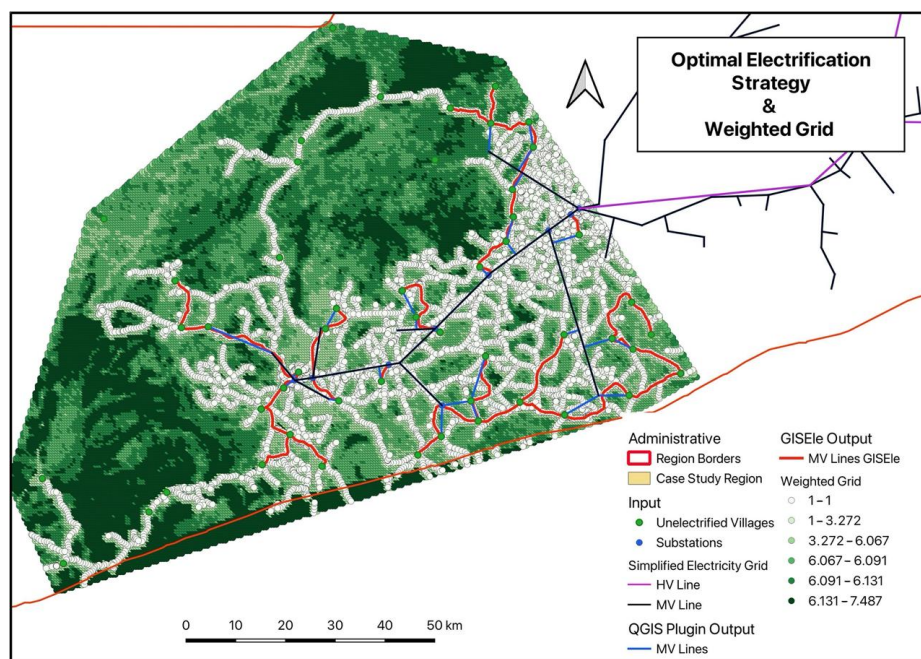 Optimal Electrification
Strategy
&
Weighted Grid
Administrative
Region Borders
Case Study Region
Input
Unelectrified Villages
Substations
Simplified Electricity Grid
HV Line
MV Line
QGIS Plugin Output
MV Lines
GISEle Output
MV Lines GISEle
Weighted Grid
1 – 1
1 – 3.272
3.272 – 6.067
6.067 – 6.091
6.091 – 6.131
6.131 – 7.487
0 10 20 30 40 50 km